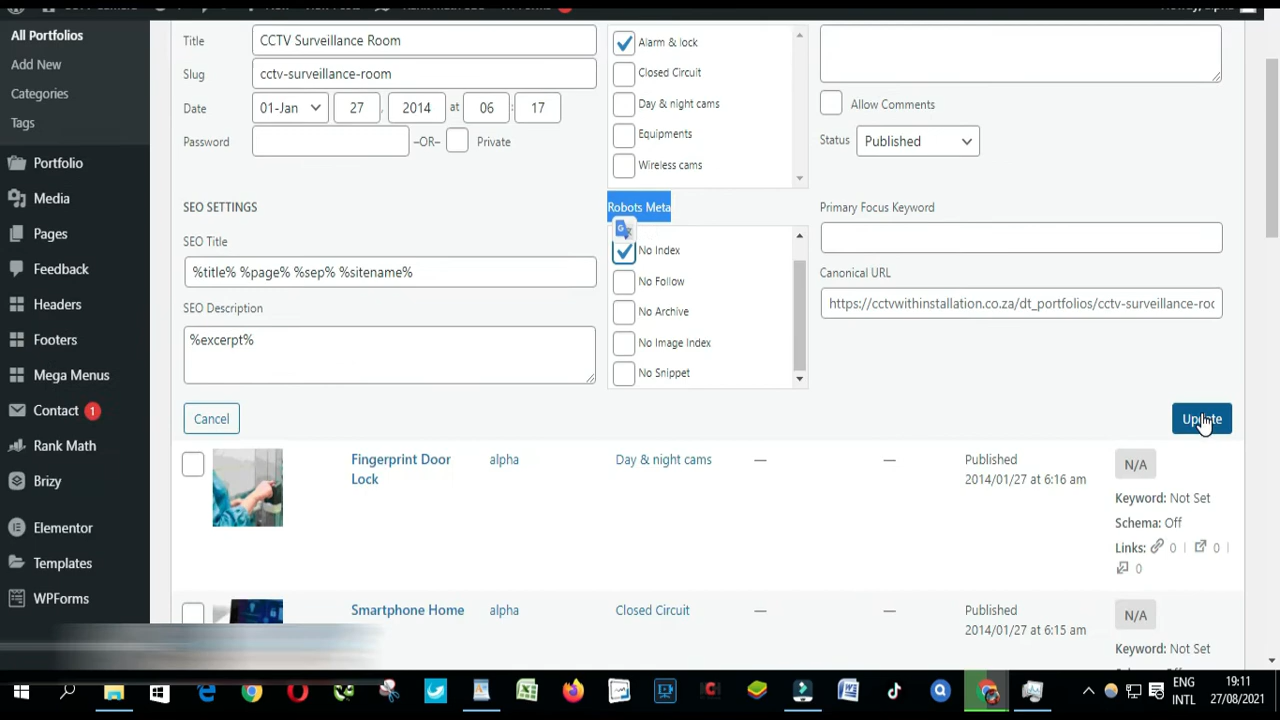 All Portfolios
Add New
Categories
Tags
Portfolio
Media
Pages
Feedback
Headers
Footers
Mega Menus
Contact 1
Rank Math
Brizy
Elementor
Templates
WPForms
Title CCTV Surveillance Room
Slug cctv-surveillance-room
Date 01-Jan 27 , 2014 at 06 : 17
Password –OR– Private
Alarm & lock
Closed Circuit
Day & night cams
Equipments
Wireless cams
Allow Comments
Status Published
SEO SETTINGS
SEO Title
%title% %page% %sep% %sitename%
SEO Description
%excerpt%
Robots Meta
No Index
No Follow
No Archive
No Image Index
No Snippet
Primary Focus Keyword
Canonical URL
https://cctvwithinstallation.co.za/dt_portfolios/cctv-surveillance-roo
Cancel
Update
Fingerprint Door Lock alpha Day & night cams — — Published 2014/01/27 at 6:16 am N/A
Keyword: Not Set
Schema: Off
Links: 0 | 0 |
0
Smartphone Home alpha Closed Circuit — — Published 2014/01/27 at 6:15 am N/A
Keyword: Not Set
ENG
INTL
19:11
27/08/2021